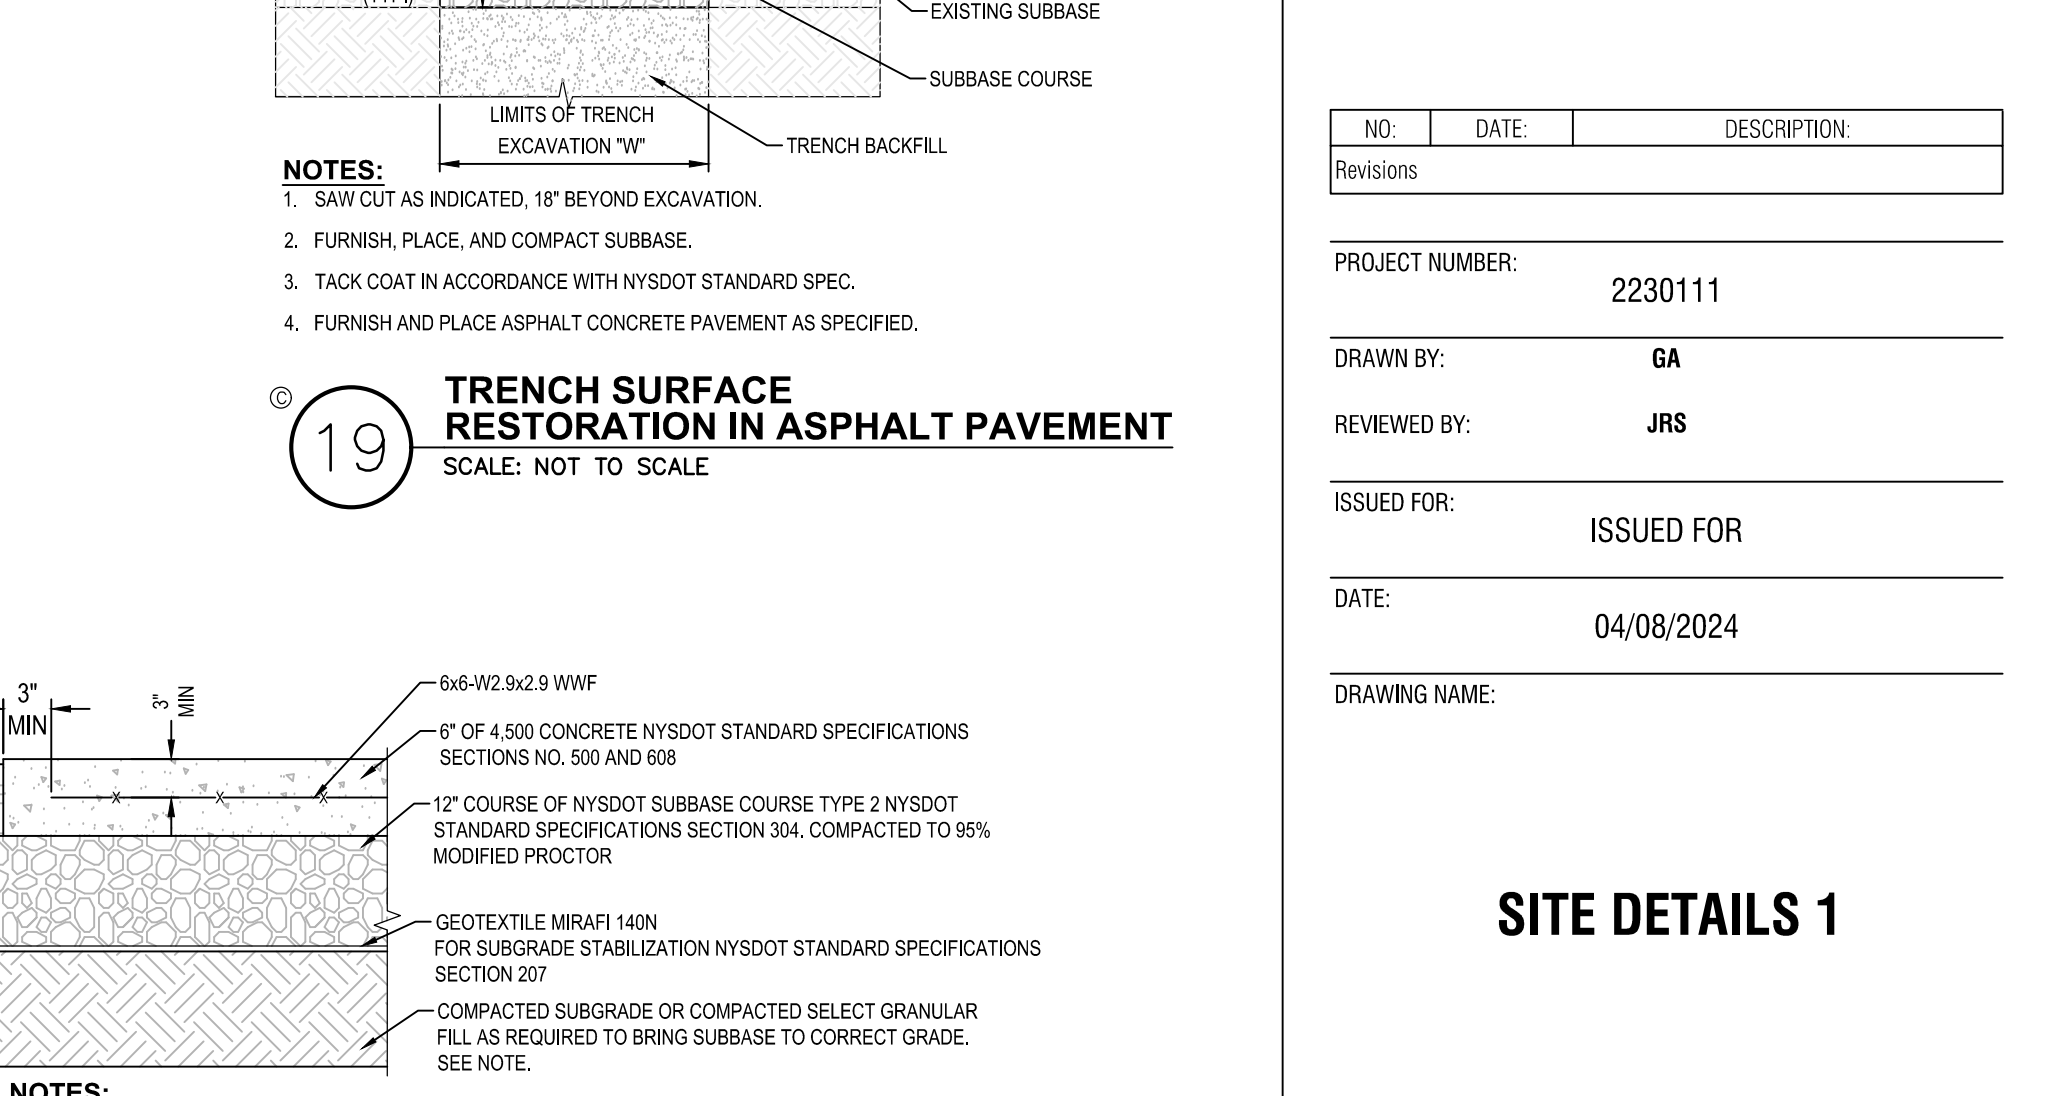 EXISTING SUBBASE
SUBBASE COURSE
LIMITS OF TRENCH
EXCAVATION "W"
TRENCH BACKFILL
NOTES:
1. SAW CUT AS INDICATED, 18" BEYOND EXCAVATION.
2. FURNISH, PLACE, AND COMPACT SUBBASE.
3. TACK COAT IN ACCORDANCE WITH NYSDOT STANDARD SPEC.
4. FURNISH AND PLACE ASPHALT CONCRETE PAVEMENT AS SPECIFIED.
©
19
TRENCH SURFACE
RESTORATION IN ASPHALT PAVEMENT
SCALE: NOT TO SCALE
3"
MIN
3"
MIN
6x6-W2.9x2.9 WWF
6" OF 4,500 CONCRETE NYSDOT STANDARD SPECIFICATIONS
SECTIONS NO. 500 AND 608
X X X
12" COURSE OF NYSDOT SUBBASE COURSE TYPE 2 NYSDOT
STANDARD SPECIFICATIONS SECTION 304. COMPACTED TO 95%
MODIFIED PROCTOR
GEOTEXTILE MIRAFI 140N
FOR SUBGRADE STABILIZATION NYSDOT STANDARD SPECIFICATIONS
SECTION 207
COMPACTED SUBGRADE OR COMPACTED SELECT GRANULAR
FILL AS REQUIRED TO BRING SUBBASE TO CORRECT GRADE.
SEE NOTE.
NOTES:
NO: DATE: DESCRIPTION:
Revisions
PROJECT NUMBER:
2230111
DRAWN BY: GA
REVIEWED BY: JRS
ISSUED FOR:
ISSUED FOR
DATE:
04/08/2024
DRAWING NAME:
SITE DETAILS 1